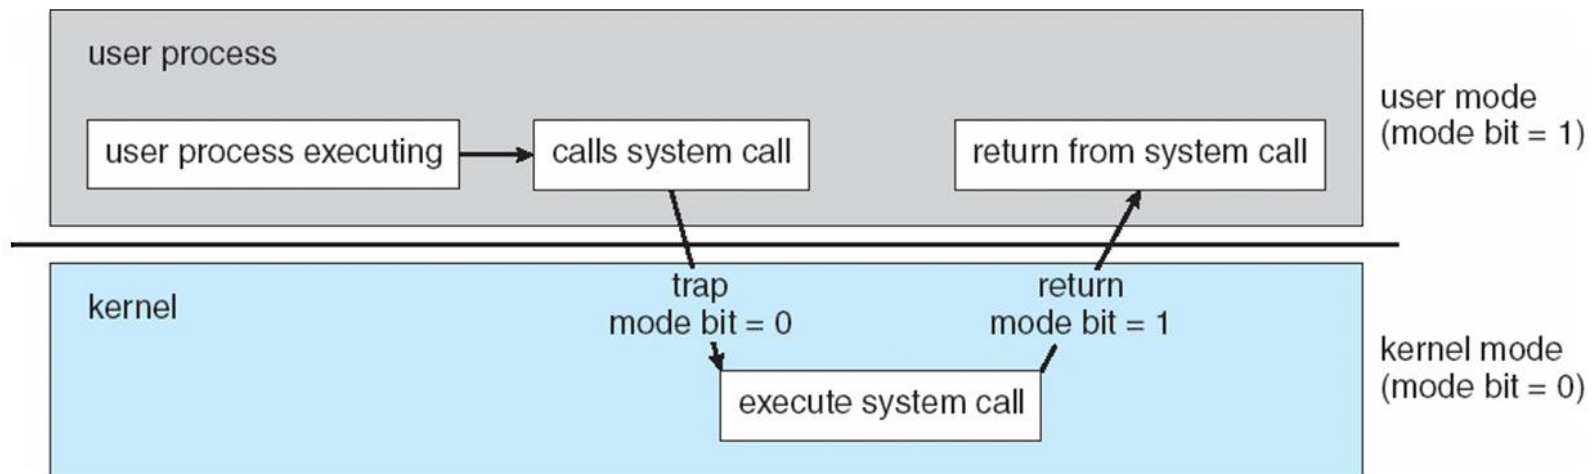 user process
user process executing
calls system call
return from system call
user mode
(mode bit = 1)
kernel
trap
mode bit = 0
return
mode bit = 1
execute system call
kernel mode
(mode bit = 0)